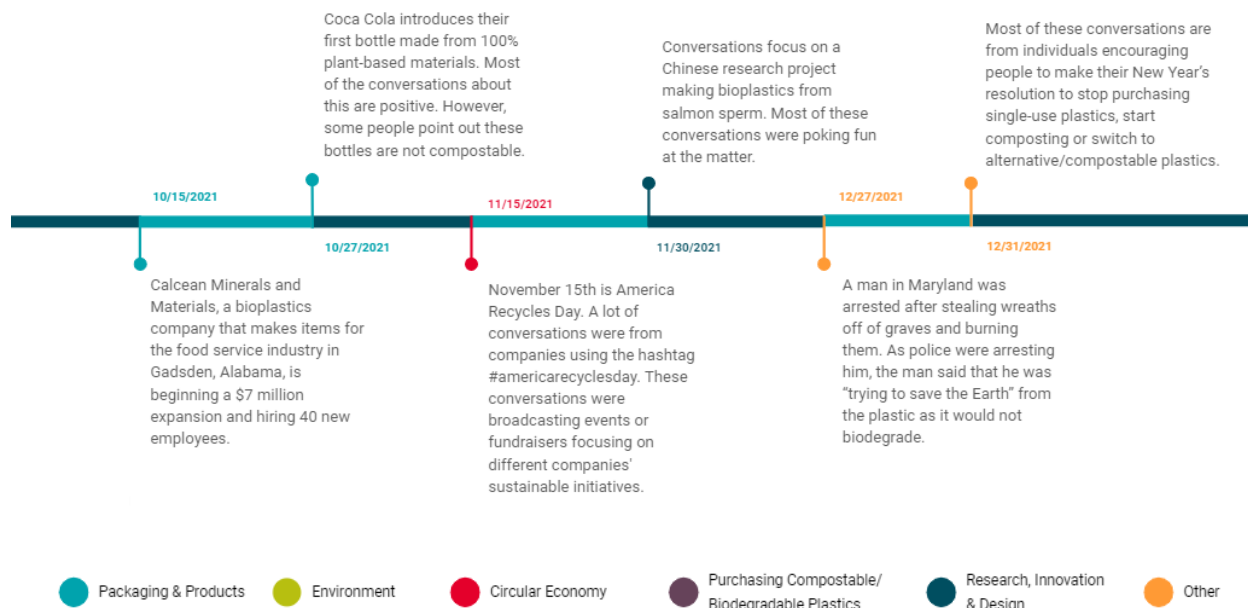 Coca Cola introduces their
first bottle made from 100%
plant-based materials. Most
of the conversations about
this are positive. However,
some people point out these
bottles are not compostable.
Conversations focus on a
Chinese research project
making bioplastics from
salmon sperm. Most of these
conversations were poking fun
at the matter.
Most of these conversations are
from individuals encouraging
people to make their New Year's
resolution to stop purchasing
single-use plastics, start
composting or switch to
alternative/compostable plastics.
10/15/2021
11/15/2021
12/27/2021
10/27/2021
11/30/2021
12/31/2021
Calcean Minerals and
Materials, a bioplastics
company that makes items for
the food service industry in
Gadsden, Alabama, is
beginning a $7 million
expansion and hiring 40 new
employees.
November 15th is America
Recycles Day. A lot of
conversations were from
companies using the hashtag
#americarecyclesday. These
conversations were
broadcasting events or
fundraisers focusing on
different companies'
sustainable initiatives.
A man in Maryland was
arrested after stealing wreaths
off of graves and burning
them. As police were arresting
him, the man said that he was
“trying to save the Earth” from
the plastic as it would not
biodegrade.
Packaging & Products
Environment
Circular Economy
Purchasing Compostable/
Biodegradable Plastics
Research, Innovation
& Design
Other